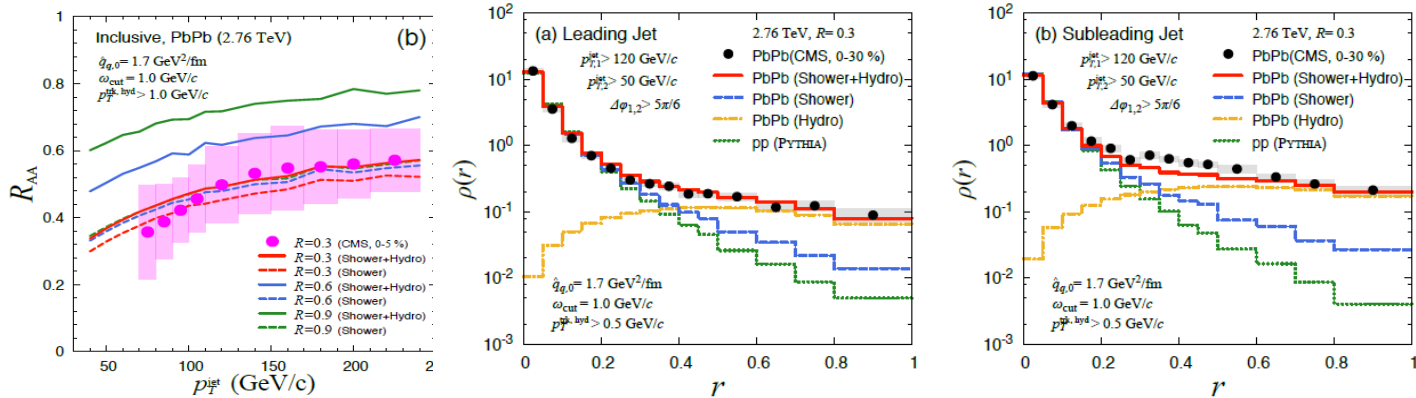 Inclusive, PbPb (2.76 TeV)
(b)
q̂q,0 = 1.7 GeV²/fm
ωcut = 1.0 GeV/c
pTtrk, hyd > 1.0 GeV/c
1
0.8
0.6
0.4
0.2
0
RAA
R=0.3 (CMS, 0-5 %)
R=0.3 (Shower+Hydro)
R=0.3 (Shower)
R=0.6 (Shower+Hydro)
R=0.6 (Shower)
R=0.9 (Shower+Hydro)
R=0.9 (Shower)
50 100 150 200 2
pTjet (GeV/c)
(a) Leading Jet
2.76 TeV, R= 0.3
pT,1jet > 120 GeV/c
pT,2jet > 50 GeV/c
Δφ1,2 > 5π/6
PbPb(CMS, 0-30 %)
PbPb (Shower+Hydro)
PbPb (Shower)
PbPb (Hydro)
pp (PYTHIA)
10¹
10⁰
10⁻¹
10⁻²
10⁻³
ρ(r)
q̂q,0 = 1.7 GeV²/fm
ωcut = 1.0 GeV/c
pTtrk, hyd > 0.5 GeV/c
0 0.2 0.4 0.6 0.8 1
r
(b) Subleading Jet
2.76 TeV, R= 0.3
pT,1jet > 120 GeV/c
pT,2jet > 50 GeV/c
Δφ1,2 > 5π/6
PbPb(CMS, 0-30 %)
PbPb (Shower+Hydro)
PbPb (Shower)
PbPb (Hydro)
pp (PYTHIA)
10¹
10⁰
10⁻¹
10⁻²
10⁻³
ρ(r)
q̂q,0 = 1.7 GeV²/fm
ωcut = 1.0 GeV/c
pTtrk, hyd > 0.5 GeV/c
0 0.2 0.4 0.6 0.8 1
r